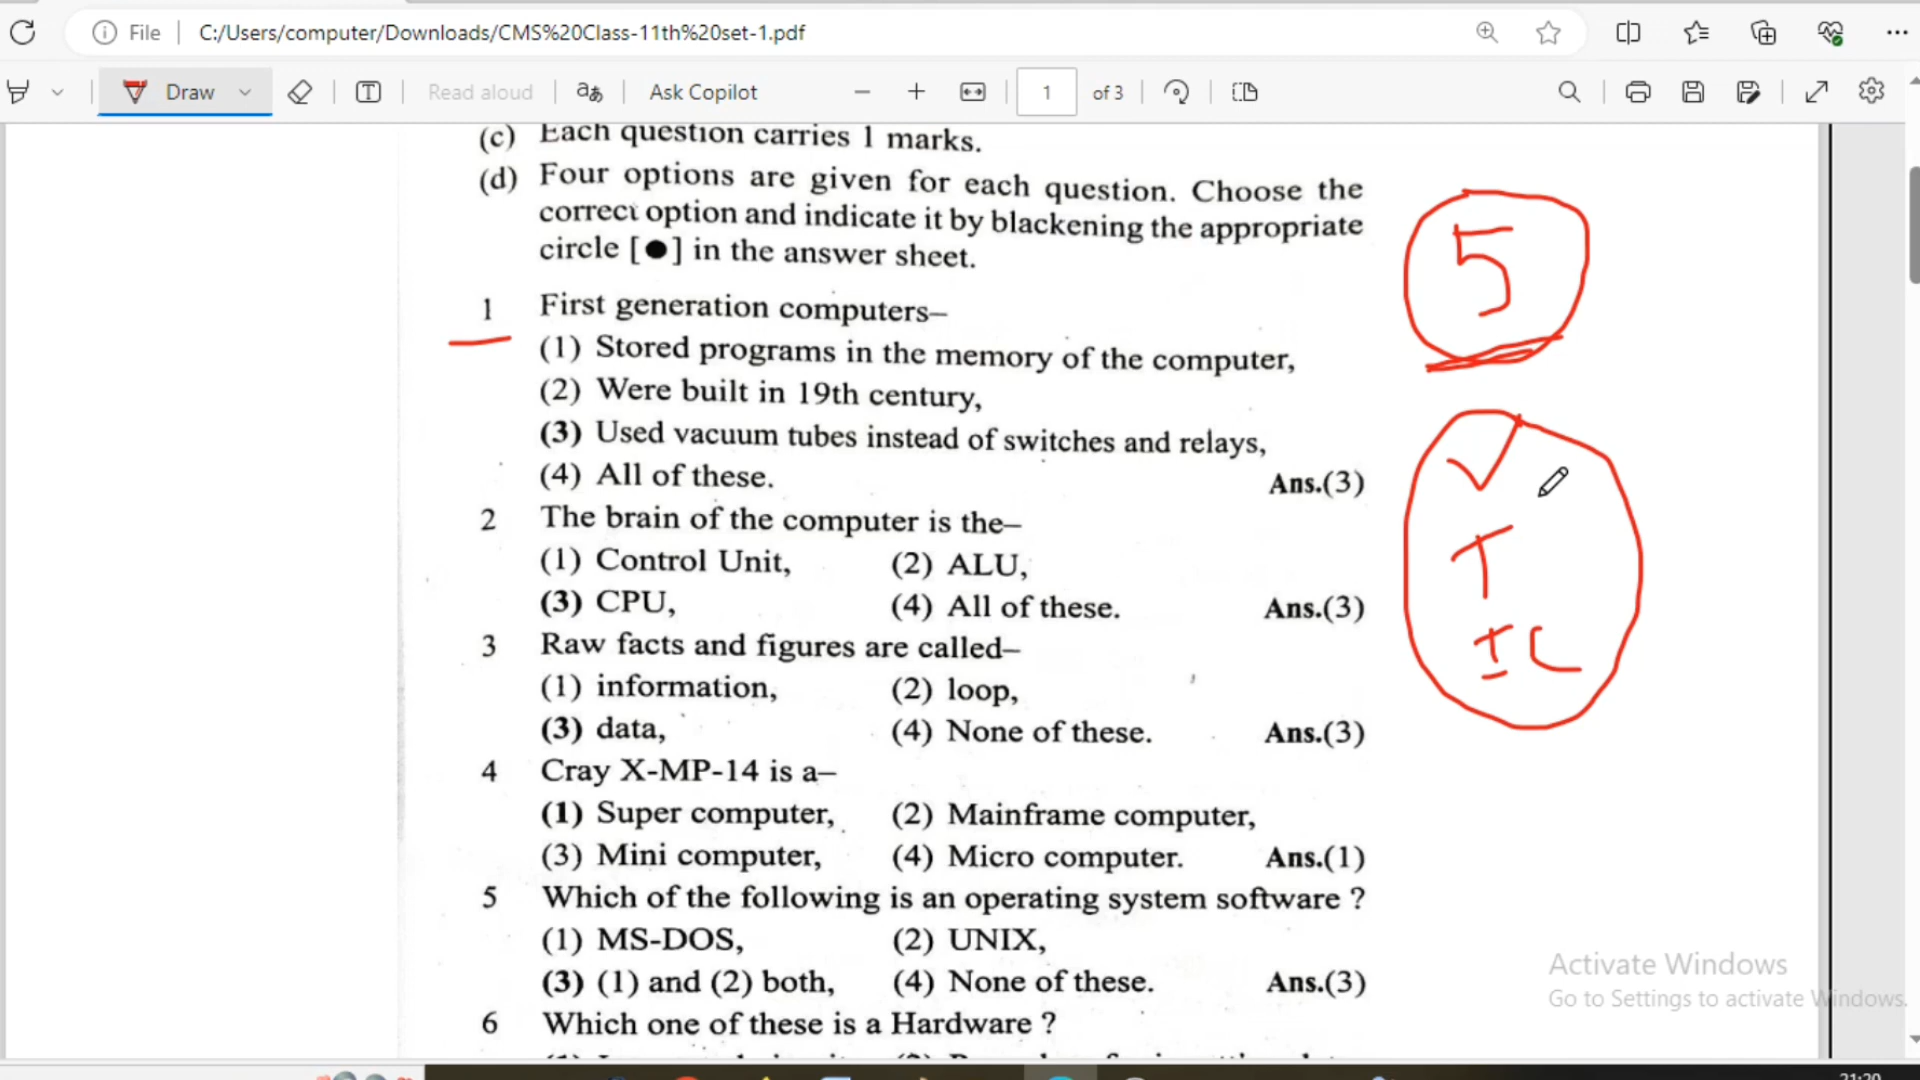 File
C:/Users/computer/Downloads/CMS%20Class-11th%20set-1.pdf
Draw
Read aloud
Ask Copilot
1
of 3
(c) Each question carries 1 marks.
(d) Four options are given for each question. Choose the
correct option and indicate it by blackening the appropriate
circle [●] in the answer sheet.
1 First generation computers–
(1) Stored programs in the memory of the computer,
(2) Were built in 19th century,
(3) Used vacuum tubes instead of switches and relays,
(4) All of these. Ans.(3)
2 The brain of the computer is the–
(1) Control Unit, (2) ALU,
(3) CPU, (4) All of these. Ans.(3)
3 Raw facts and figures are called–
(1) information, (2) loop,
(3) data, (4) None of these. Ans.(3)
4 Cray X-MP-14 is a–
(1) Super computer, (2) Mainframe computer,
(3) Mini computer, (4) Micro computer. Ans.(1)
5 Which of the following is an operating system software ?
(1) MS-DOS, (2) UNIX,
(3) (1) and (2) both, (4) None of these. Ans.(3)
6 Which one of these is a Hardware ?
5
T
IC
Activate Windows
Go to Settings to activate Windows.